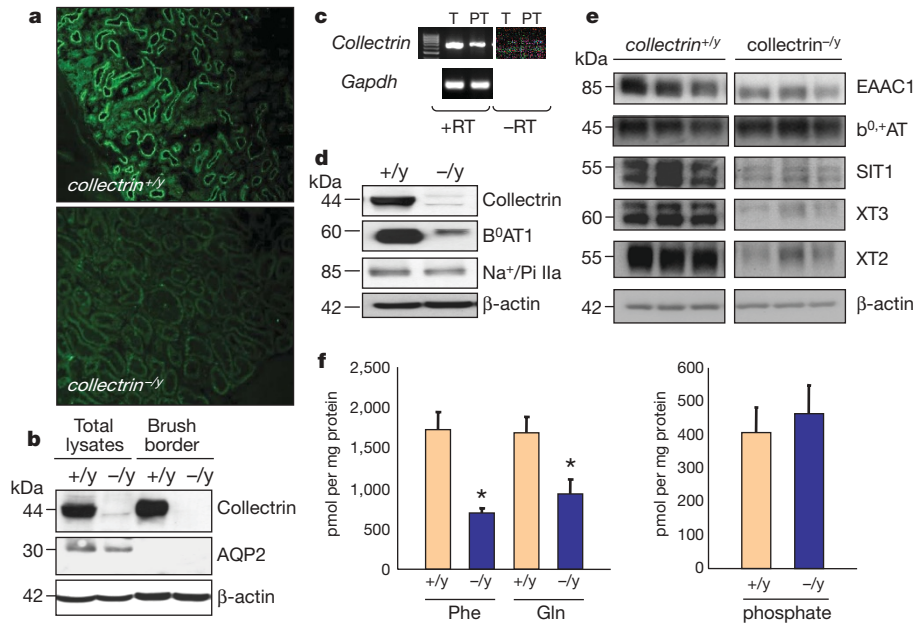 a
collectrin+/y
collectrin–/y
b
Total lysates
Brush border
+/y –/y +/y –/y
kDa
44 Collectrin
30 AQP2
42 β-actin
c
T PT T PT
Collectrin
Gapdh
+RT –RT
d
+/y –/y
kDa
44 Collectrin
60 B0AT1
85 Na+/Pi IIa
42 β-actin
e
collectrin+/y collectrin–/y
kDa
85 EAAC1
45 b0,+AT
55 SIT1
60 XT3
55 XT2
42 β-actin
f
pmol per mg protein
2,500
2,000
1,500
1,000
500
0
* *
+/y –/y +/y –/y
Phe Gln
pmol per mg protein
600
500
400
300
200
100
0
+/y –/y
phosphate